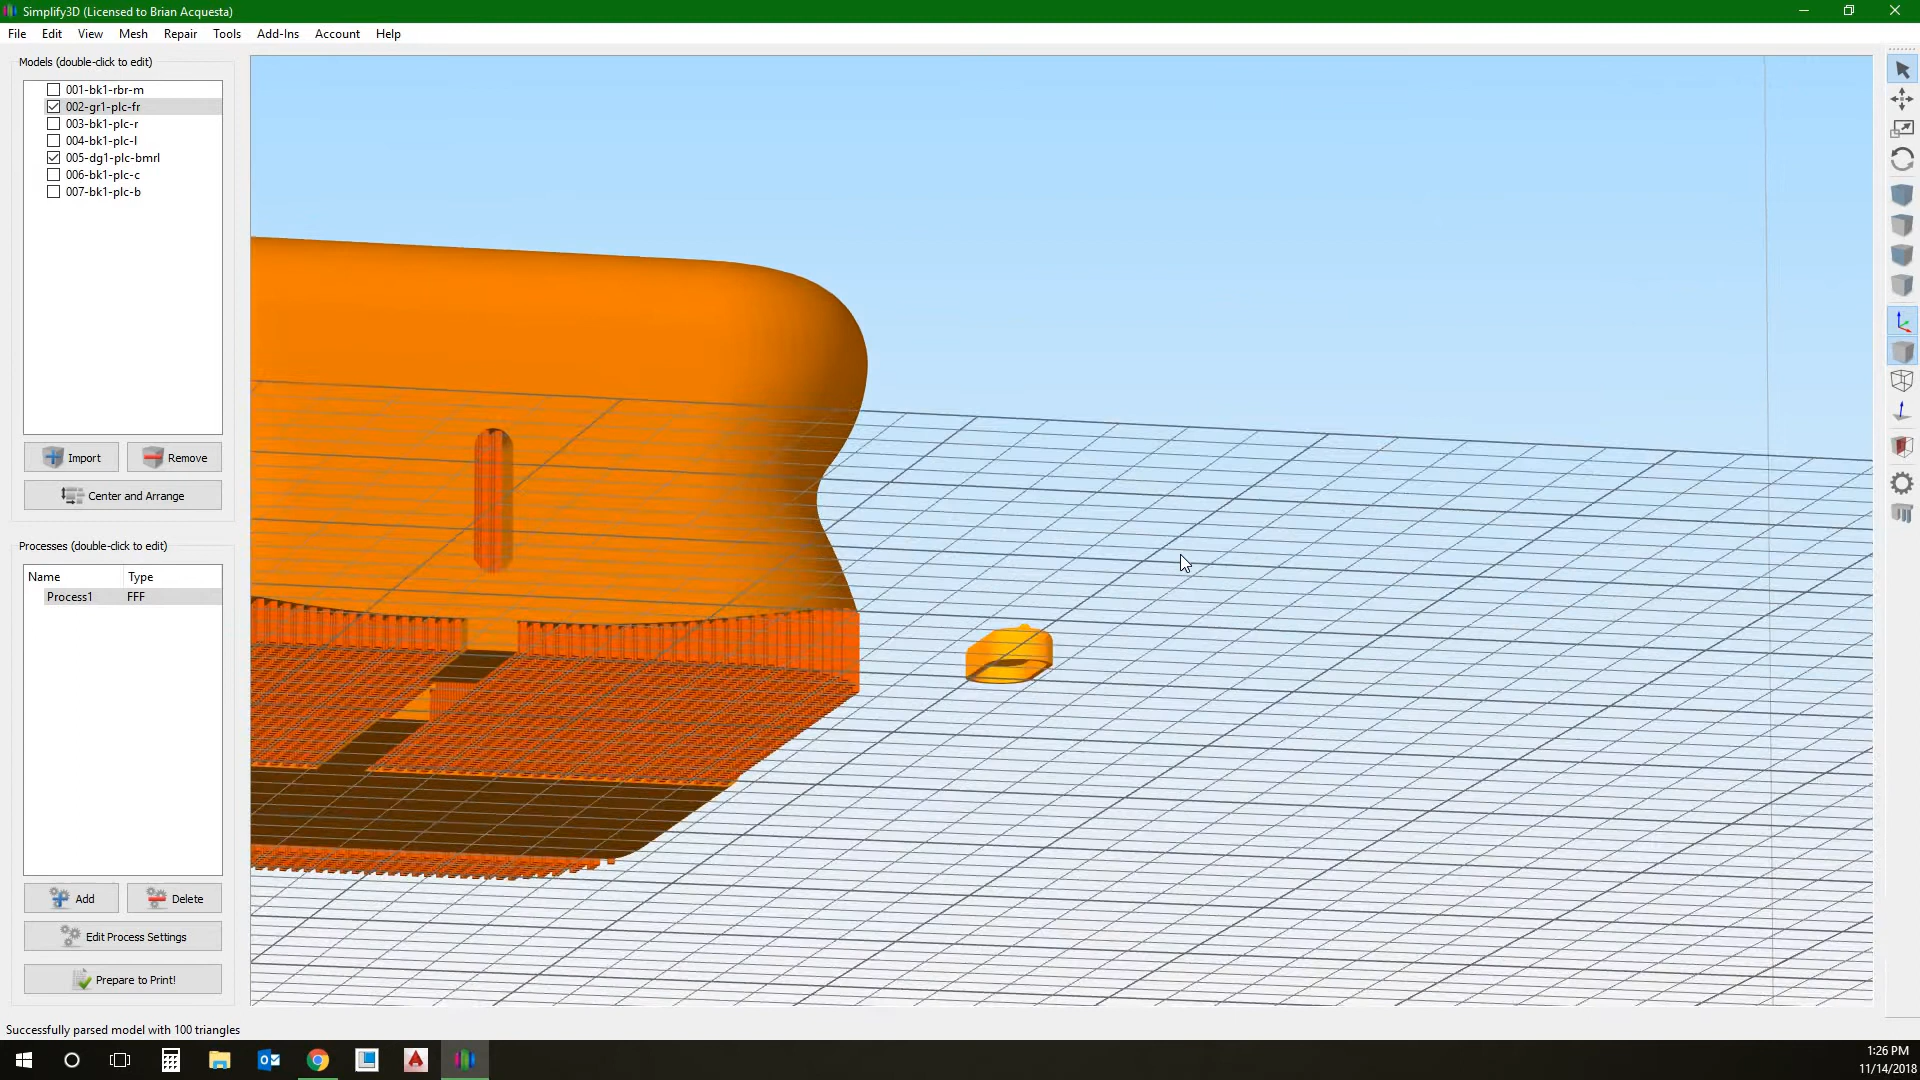 Simplify3D (Licensed to Brian Acquesta)
File Edit View Mesh Repair Tools Add-Ins Account Help
Models (double-click to edit)
001-bk1-rbr-m
002-gr1-plc-fr
003-bk1-plc-r
004-bk1-plc-l
005-dg1-plc-bmrl
006-bk1-plc-c
007-bk1-plc-b
Import Remove
Center and Arrange
Processes (double-click to edit)
Name Type
Process1 FFF
Add Delete
Edit Process Settings
Prepare to Print!
Successfully parsed model with 100 triangles
1:26 PM
11/14/2018